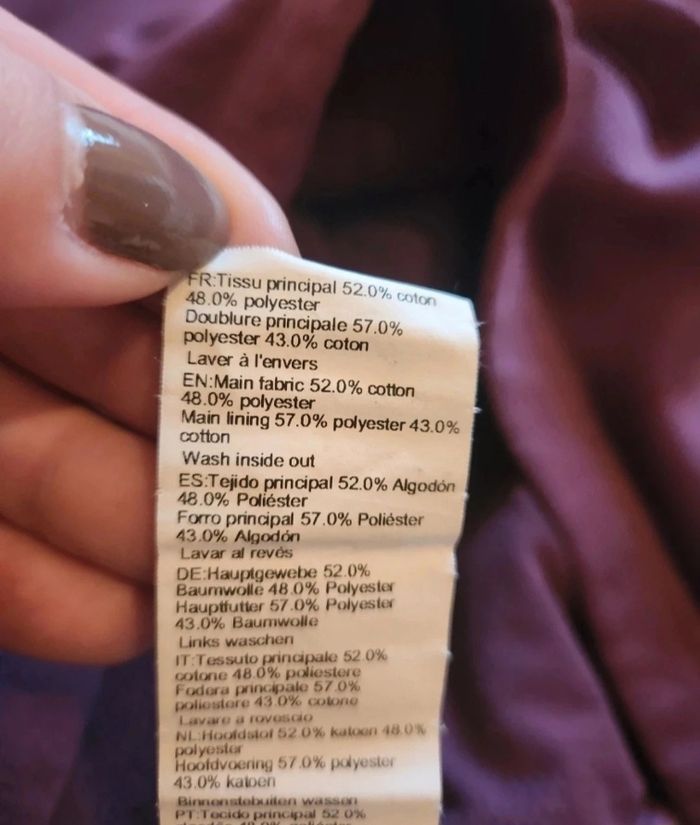 FR:Tissu principal 52.0% coton
48.0% polyester
Doublure principale 57.0%
polyester 43.0% coton
Laver à l'envers
EN:Main fabric 52.0% cotton
48.0% polyester
Main lining 57.0% polyester 43.0%
cotton
Wash inside out
ES:Tejido principal 52.0% Algodón
48.0% Poliéster
Forro principal 57.0% Poliéster
43.0% Algodón
Lavar al revés
DE:Hauptgewebe 52.0%
Baumwolle 48.0% Polyester
Hauptfutter 57.0% Polyester
43.0% Baumwolle
Links waschen
IT:Tessuto principale 52.0%
cotone 48.0% poliestere
Fodera principale 57.0%
poliestere 43.0% cotone
Lavare a rovescio
NL:Hoofdstof 52.0% katoen 48.0%
polyester
Hoofdvoering 57.0% polyester
43.0% katoen
Binnenstebuiten wassen
PT:Tecido principal 52.0%